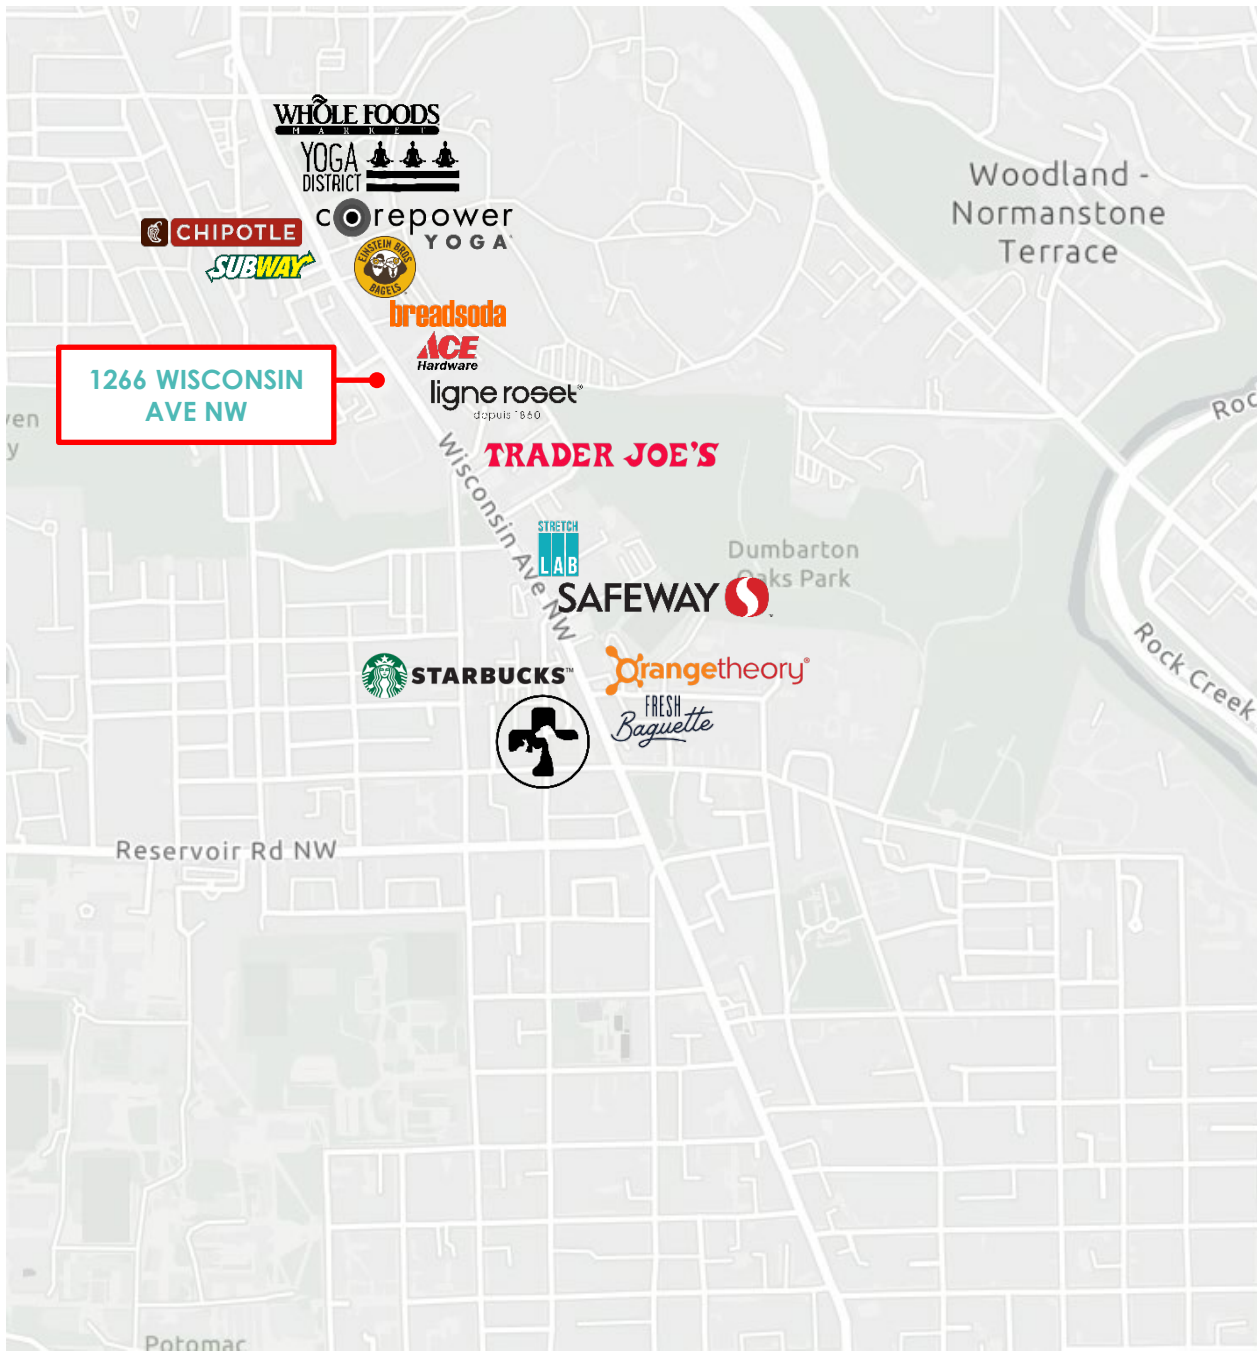 WHOLE FOODS
MARKET
YOGA
DISTRICT
corepower
YOGA
CHIPOTLE
SUBWAY
EINSTEIN BROS
BAGELS
breadsoda
ACE
Hardware
1266 WISCONSIN
AVE NW
ligne roset®
depuis 1860
TRADER JOE'S
Woodland -
Normanstone
Terrace
Wisconsin Ave NW
STRETCH
LAB
Dumbarton
Oaks Park
SAFEWAY
STARBUCKS™
Orangetheory®
FRESH
Baguette
Rock Creek
Reservoir Rd NW
Potomac